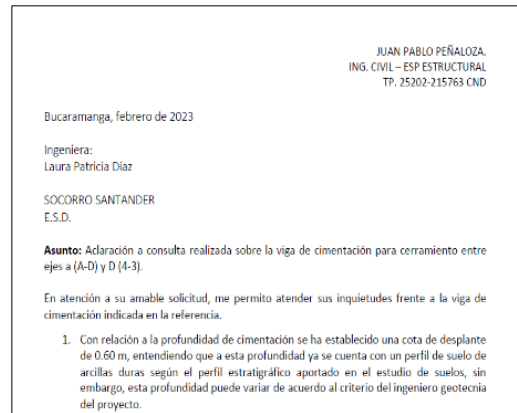 JUAN PABLO PEÑALOZA.
ING. CIVIL – ESP ESTRUCTURAL
TP. 25202-215763 CND
Bucaramanga, febrero de 2023
Ingeniera:
Laura Patricia Diaz
SOCORRO SANTANDER
E.S.D.
Asunto: Aclaración a consulta realizada sobre la viga de cimentación para cerramiento entre
ejes a (A-D) y D (4-3).
En atención a su amable solicitud, me permito atender sus inquietudes frente a la viga de
cimentación indicada en la referencia.
1. Con relación a la profundidad de cimentación se ha establecido una cota de desplante
de 0.60 m, entendiendo que a esta profundidad ya se cuenta con un perfil de suelo de
arcillas duras según el perfil estratigráfico aportado en el estudio de suelos, sin
embargo, esta profundidad puede variar de acuerdo al criterio del ingeniero geotecnia
del proyecto.